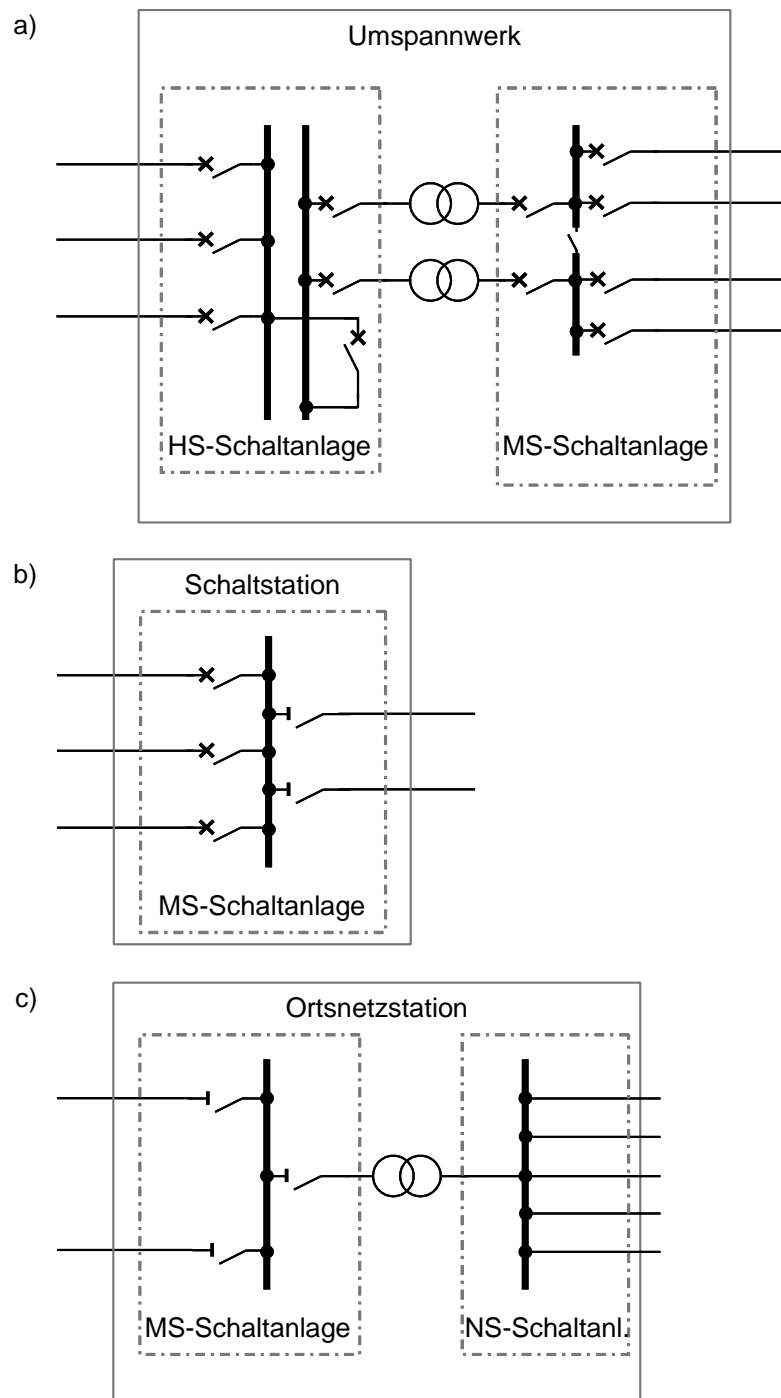 a)
Umspannwerk
HS-Schaltanlage
MS-Schaltanlage
b)
Schaltstation
MS-Schaltanlage
c)
Ortsnetzstation
MS-Schaltanlage
NS-Schaltanl.